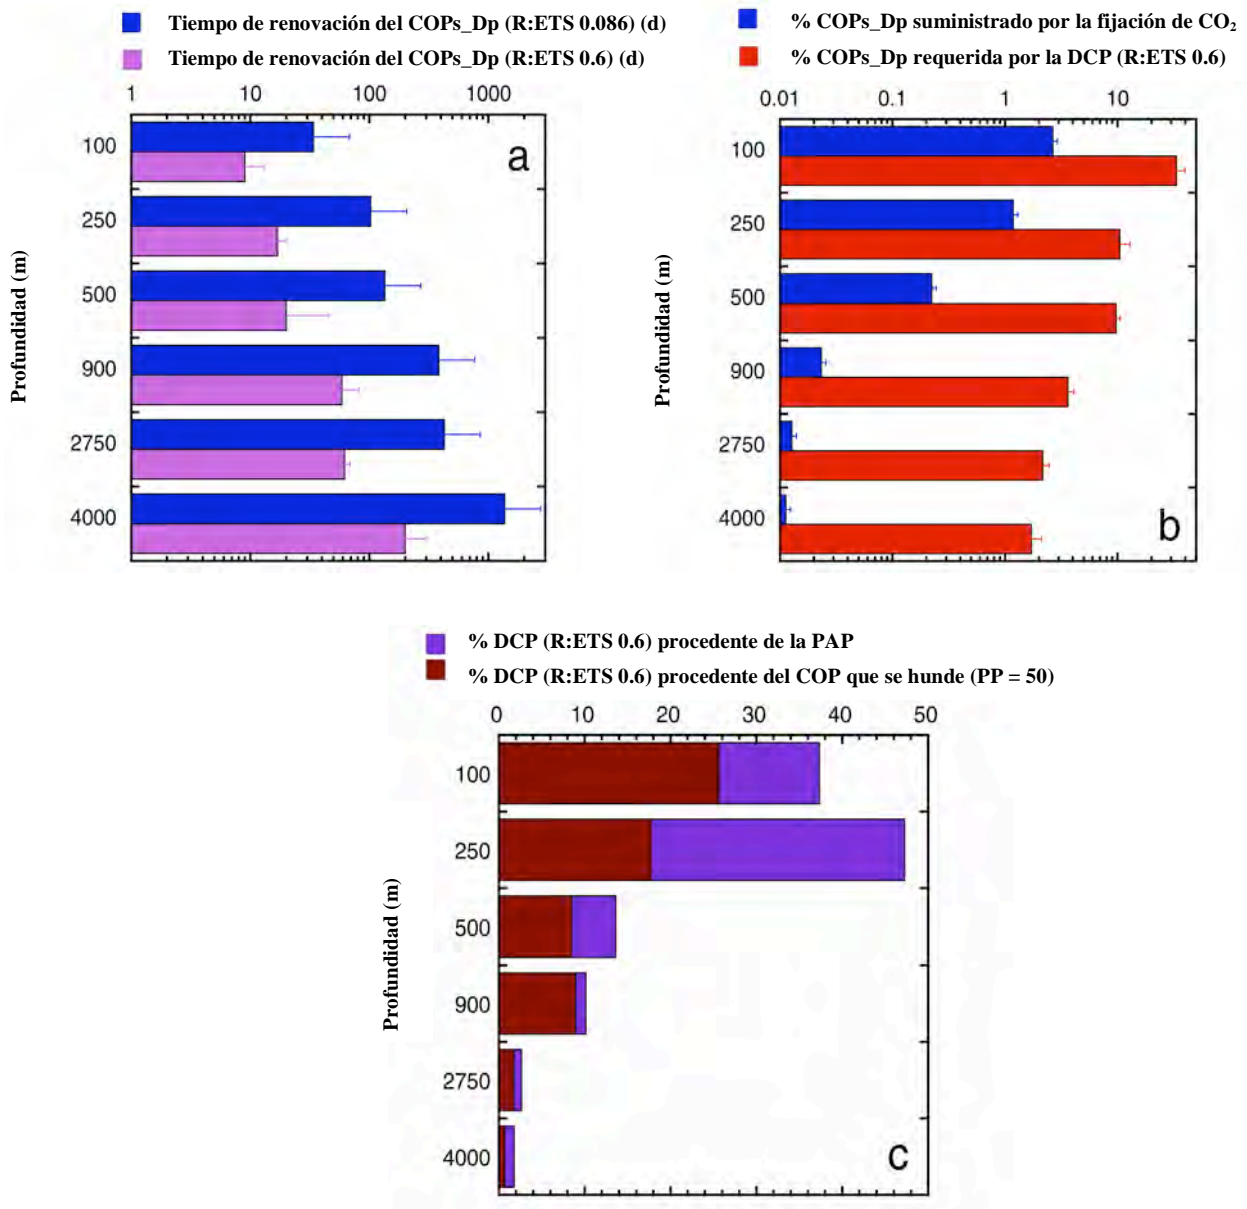 Tiempo de renovación del COPs_Dp (R:ETS 0.086) (d)
Tiempo de renovación del COPs_Dp (R:ETS 0.6) (d)
1 10 100 1000
Profundidad (m)
100
250
500
900
2750
4000
a
% COPs_Dp suministrado por la fijación de CO₂
% COPs_Dp requerida por la DCP (R:ETS 0.6)
0.01 0.1 1 10
Profundidad (m)
100
250
500
900
2750
4000
b
% DCP (R:ETS 0.6) procedente de la PAP
% DCP (R:ETS 0.6) procedente del COP que se hunde (PP = 50)
0 10 20 30 40 50
Profundidad (m)
100
250
500
900
2750
4000
c